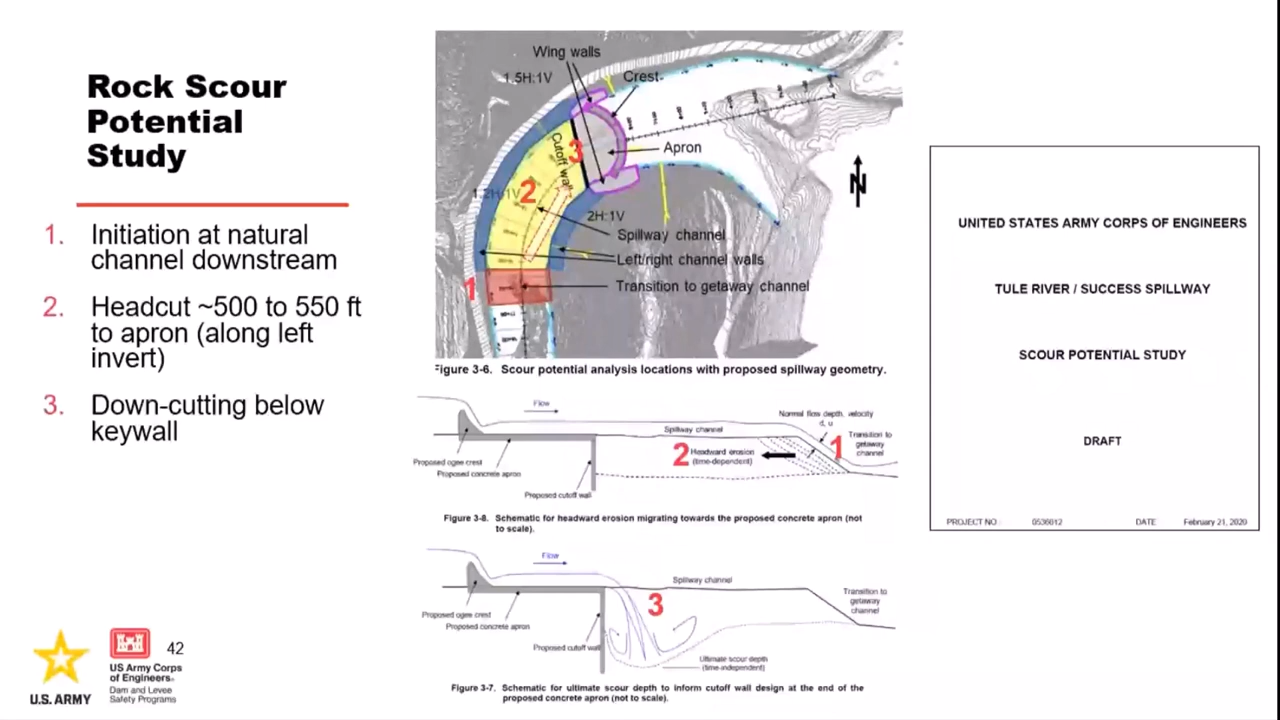 Rock Scour
Potential
Study
1. Initiation at natural
channel downstream
2. Headcut ~500 to 550 ft
to apron (along left
invert)
3. Down-cutting below
keywall
Wing walls
1.5H:1V
Crest
Apron
Cutoff wall
3
2
1.2H:1V
2H:1V
N
Spillway channel
Left/right channel walls
1
Transition to getaway channel
Figure 3-6. Scour potential analysis locations with proposed spillway geometry.
Flow
Normal flow depth, velocity
d, u
Spillway channel
Transition to
getaway
channel
1
2
Headward erosion
(time-dependent)
Proposed ogee crest
Proposed concrete apron
Proposed cutoff wall
Figure 3-8. Schematic for headward erosion migrating towards the proposed concrete apron (not
to scale).
Flow
Spillway channel
Transition to
getaway
channel
3
Proposed ogee crest
Proposed concrete apron
Proposed cutoff wall
Ultimate scour depth
(time-independent)
Figure 3-7. Schematic for ultimate scour depth to inform cutoff wall design at the end of the
proposed concrete apron (not to scale).
UNITED STATES ARMY CORPS OF ENGINEERS
TULE RIVER / SUCCESS SPILLWAY
SCOUR POTENTIAL STUDY
DRAFT
PROJECT NO 0536012 DATE February 21, 2020
42
U.S. ARMY
US Army Corps
of Engineers.
Dam and Levee
Safety Programs